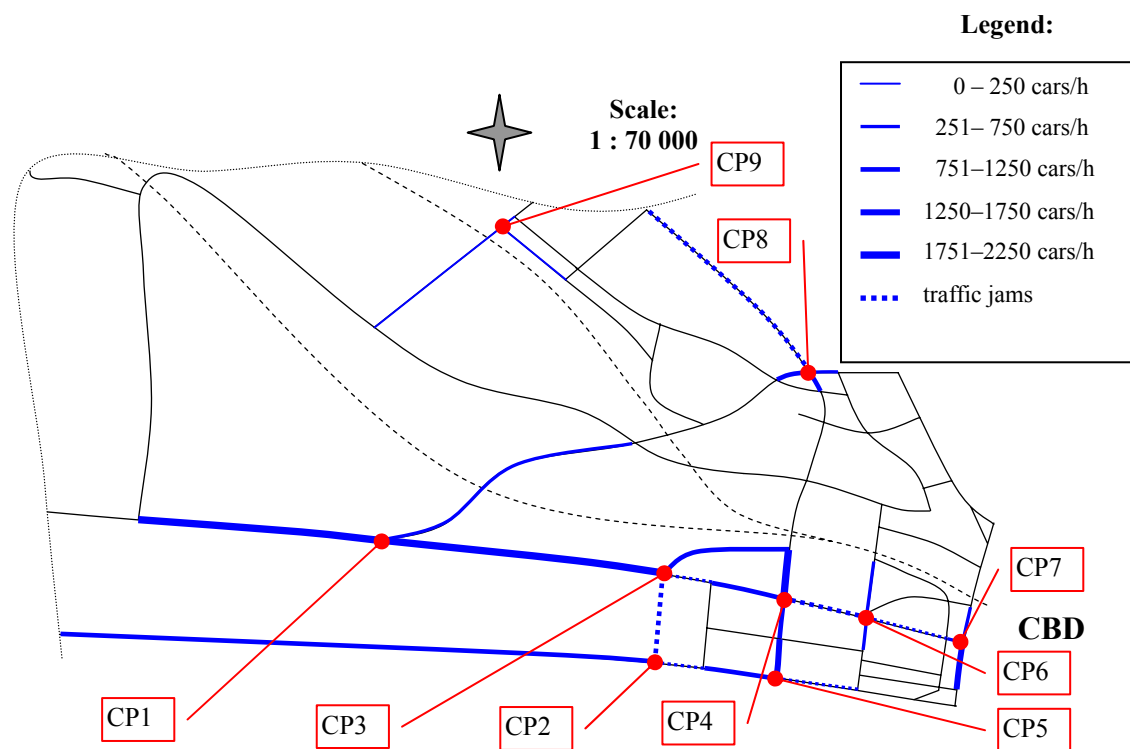 Legend:
0 – 250 cars/h
251– 750 cars/h
751–1250 cars/h
1250–1750 cars/h
1751–2250 cars/h
traffic jams
Scale:
1 : 70 000
CP9
CP8
CP7
CBD
CP6
CP1
CP3
CP2
CP4
CP5